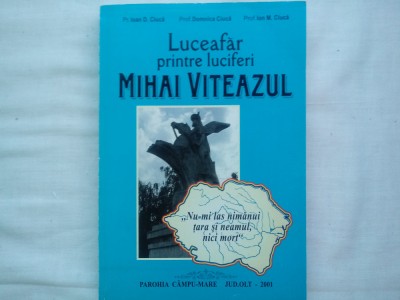 Pr. Ioan D. Ciucă Prof. Dumitru Ciucă Prof. Ion M. Ciucă
Luceafăr
printre luciferi
MIHAI VITEAZUL
„Nu-mi las nimănui
țara și neamul,
nici mort“
PAROHIA CÂMPU-MARE JUD.OLT - 2001